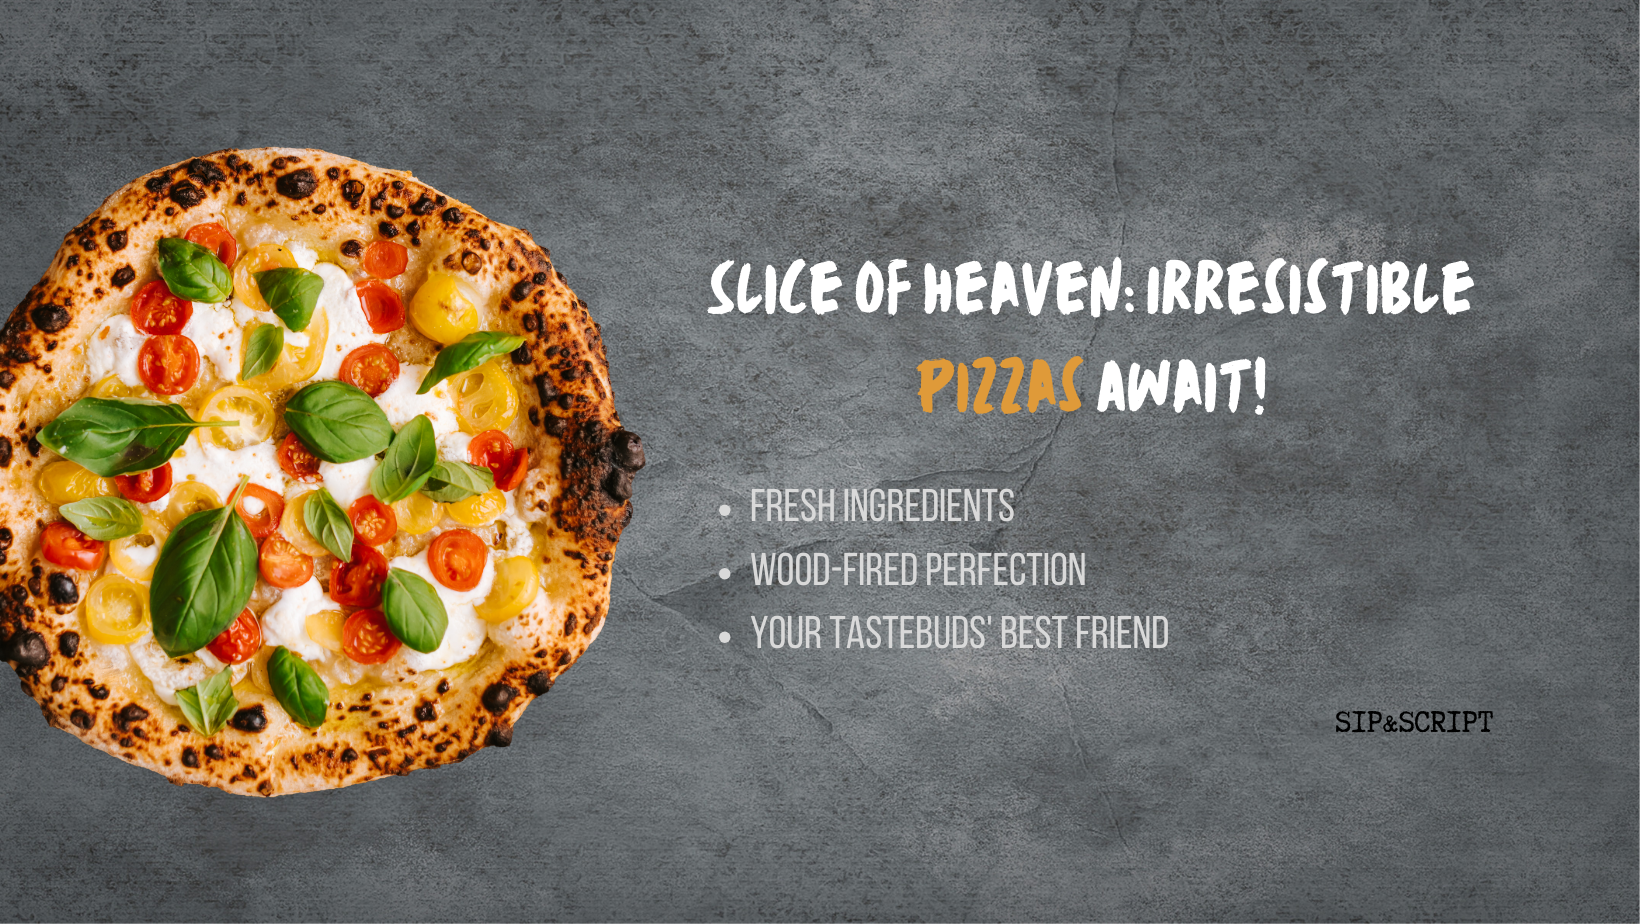 SLICE OF HEAVEN: IRRESISTIBLE
PIZZAS AWAIT!
• FRESH INGREDIENTS
• WOOD-FIRED PERFECTION
• YOUR TASTEBUDS' BEST FRIEND
SIP&SCRIPT